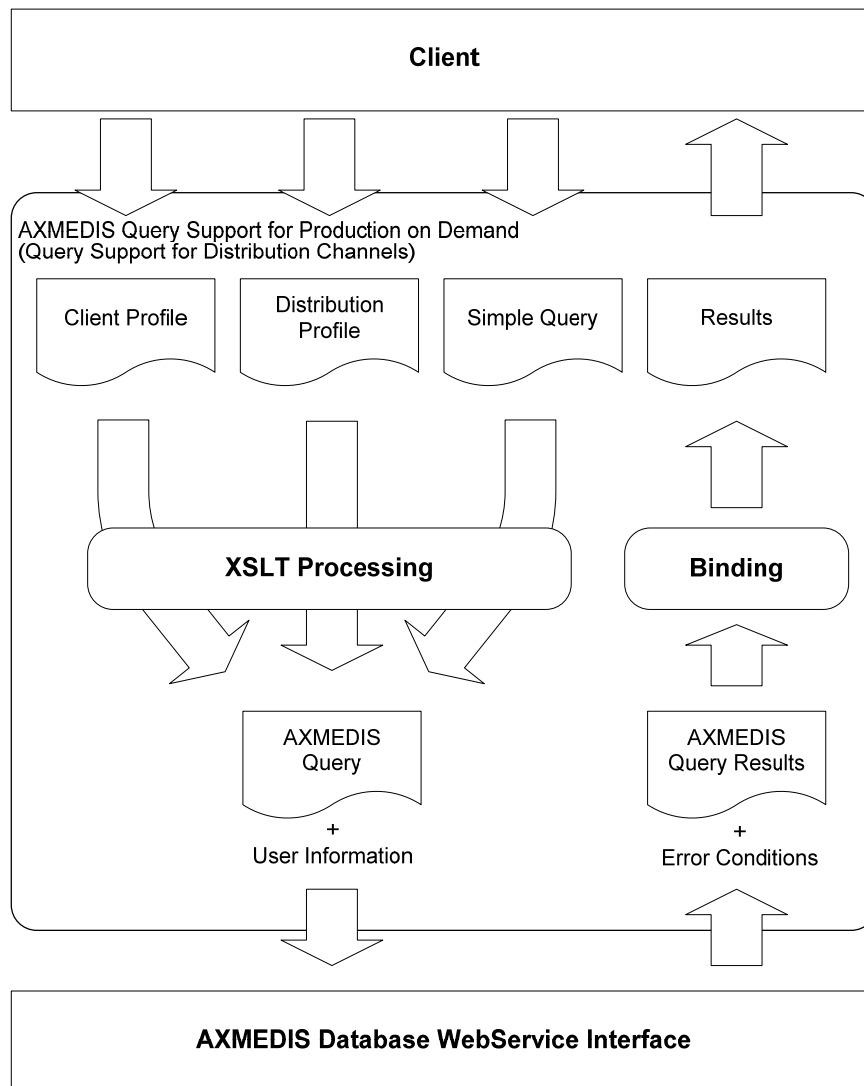 Client
AXMEDIS Query Support for Production on Demand
(Query Support for Distribution Channels)
Client Profile
Distribution
Profile
Simple Query
Results
XSLT Processing
Binding
AXMEDIS
Query
+
User Information
AXMEDIS
Query Results
+
Error Conditions
AXMEDIS Database WebService Interface